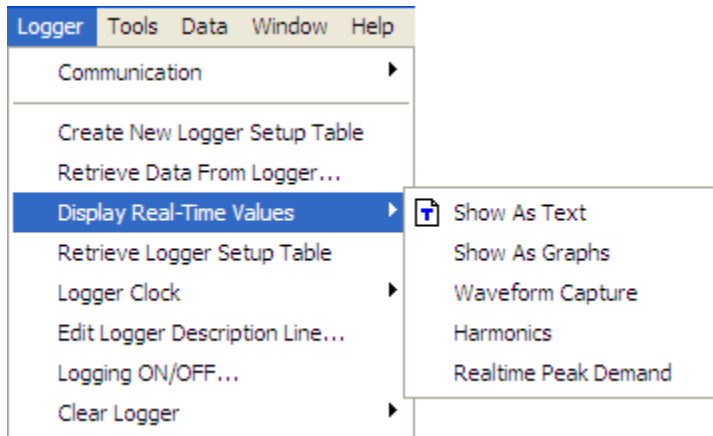 Logger Tools Data Window Help
Communication
Create New Logger Setup Table
Retrieve Data From Logger...
Display Real-Time Values
Show As Text
Show As Graphs
Waveform Capture
Harmonics
Realtime Peak Demand
Retrieve Logger Setup Table
Logger Clock
Edit Logger Description Line...
Logging ON/OFF...
Clear Logger